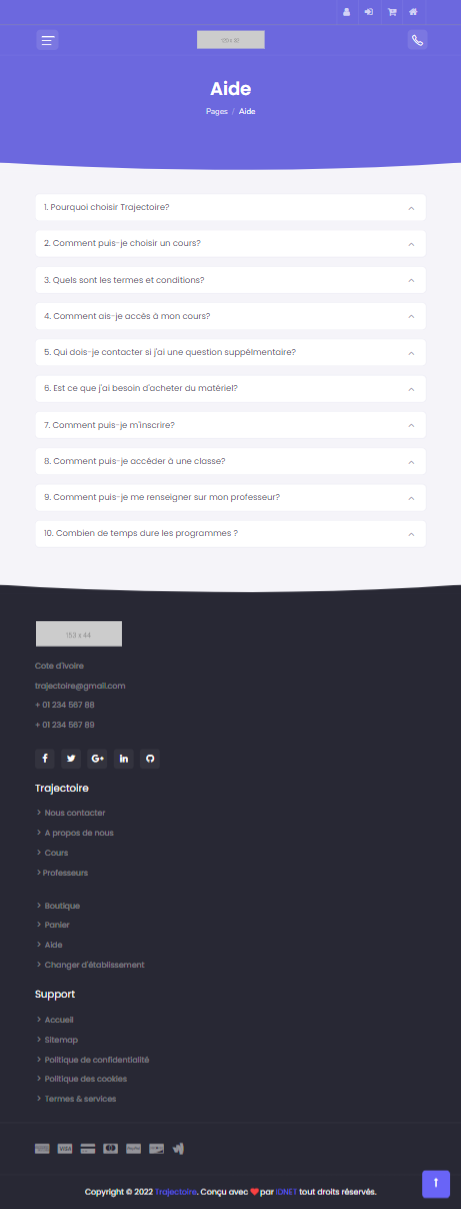 Aide
Pages / Aide
1. Pourquoi choisir Trajectoire?
2. Comment puis-je choisir un cours?
3. Quels sont les termes et conditions?
4. Comment ais-je accès à mon cours?
5. Qui dois-je contacter si j'ai une question suppélmentaire?
6. Est ce que j'ai besoin d'acheter du matériel?
7. Comment puis-je m'inscrire?
8. Comment puis-je accéder à une classe?
9. Comment puis-je me renseigner sur mon professeur?
10. Combien de temps dure les programmes ?
153 x 44
Cote d'ivoire
trajectoire@gmail.com
+ 01 234 567 88
+ 01 234 567 89
Trajectoire
Nous contacter
A propos de nous
Cours
Professeurs
Boutique
Panier
Aide
Changer d'établissement
Support
Accueil
Sitemap
Politique de confidentialité
Politique des cookies
Termes & services
VISA
Copyright © 2022 Trajectoire. Conçu avec ❤ par IDNET tout droits réservés.